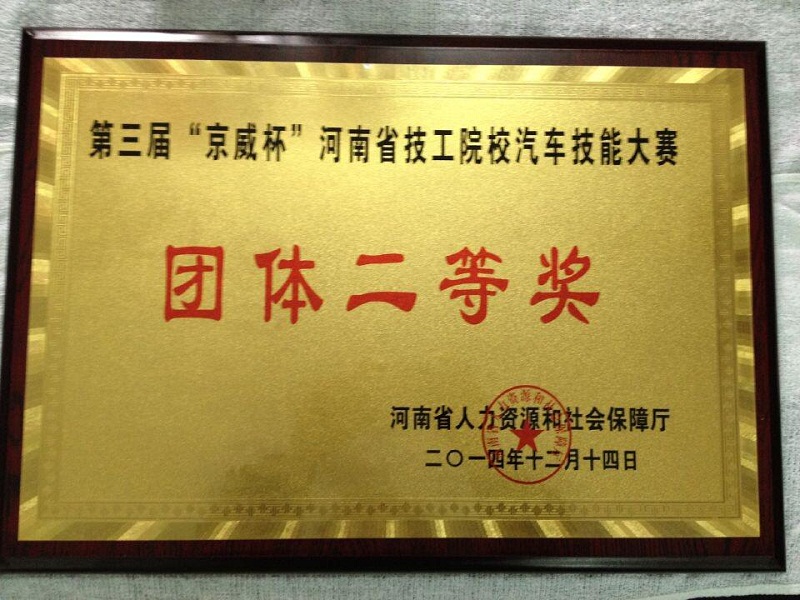 第三届“京威杯”河南省技工院校汽车技能大赛
团体二等奖
河南省人力资源和社会保障厅
二〇一四年十二月十四日